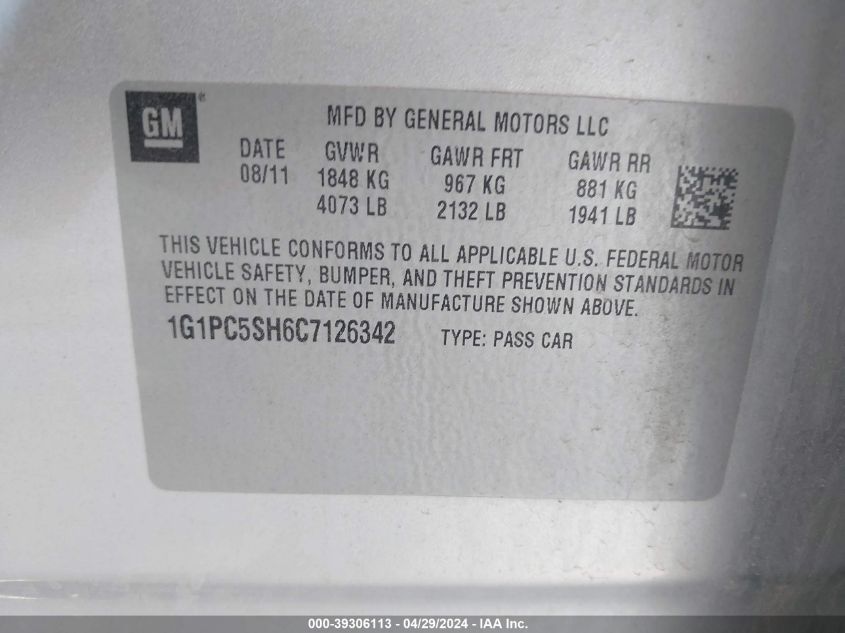 GM®
MFD BY GENERAL MOTORS LLC
DATE GVWR GAWR FRT GAWR RR
08/11 1848 KG 967 KG 881 KG
4073 LB 2132 LB 1941 LB
THIS VEHICLE CONFORMS TO ALL APPLICABLE U.S. FEDERAL MOTOR
VEHICLE SAFETY, BUMPER, AND THEFT PREVENTION STANDARDS IN
EFFECT ON THE DATE OF MANUFACTURE SHOWN ABOVE.
1G1PC5SH6C7126342 TYPE: PASS CAR
000-39306113 - 04/29/2024 - IAA Inc.